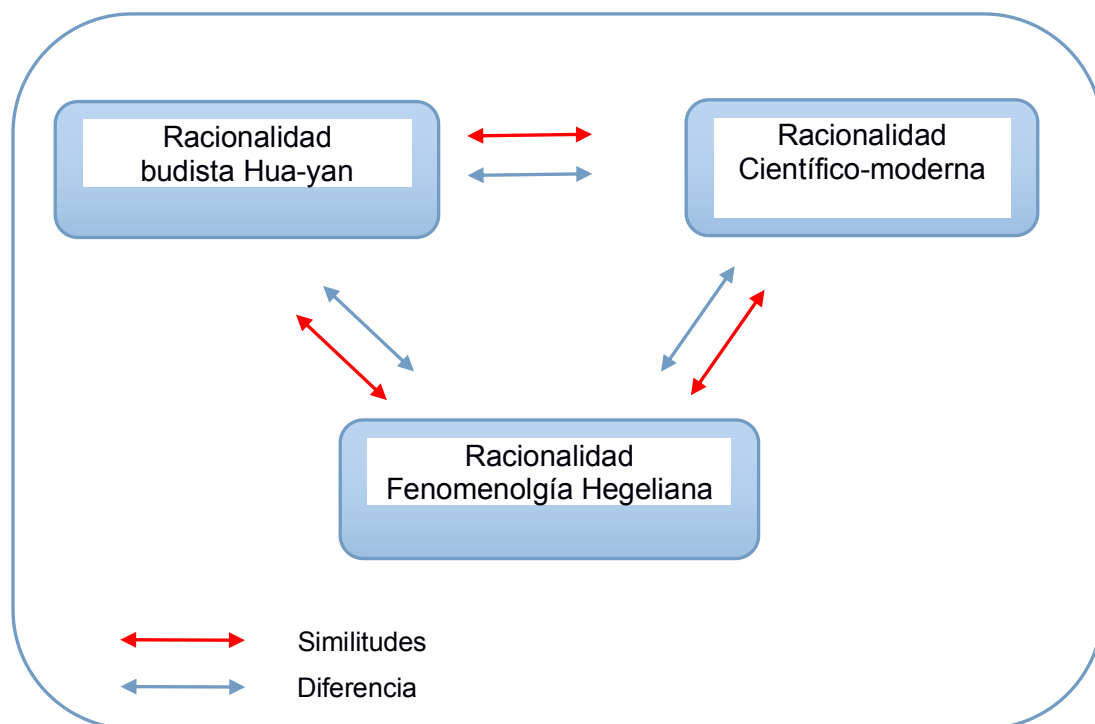 Racionalidad
budista Hua-yan
Racionalidad
Científico-moderna
Racionalidad
Fenomenolgía Hegeliana
Similitudes
Diferencia